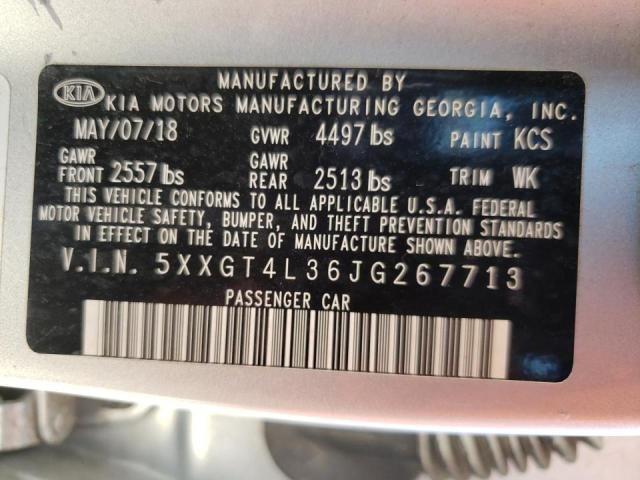 MANUFACTURED BY
KIA KIA MOTORS MANUFACTURING GEORGIA, INC.
MAY/07/18 GVWR 4497 lbs PAINT KCS
GAWR GAWR
FRONT 2557 lbs REAR 2513 lbs TRIM WK
THIS VEHICLE CONFORMS TO ALL APPLICABLE U.S.A. FEDERAL
MOTOR VEHICLE SAFETY, BUMPER, AND THEFT PREVENTION STANDARDS
IN EFFECT ON THE DATE OF MANUFACTURE SHOWN ABOVE.
V.I.N. 5XXGT4L36JG267713
PASSENGER CAR